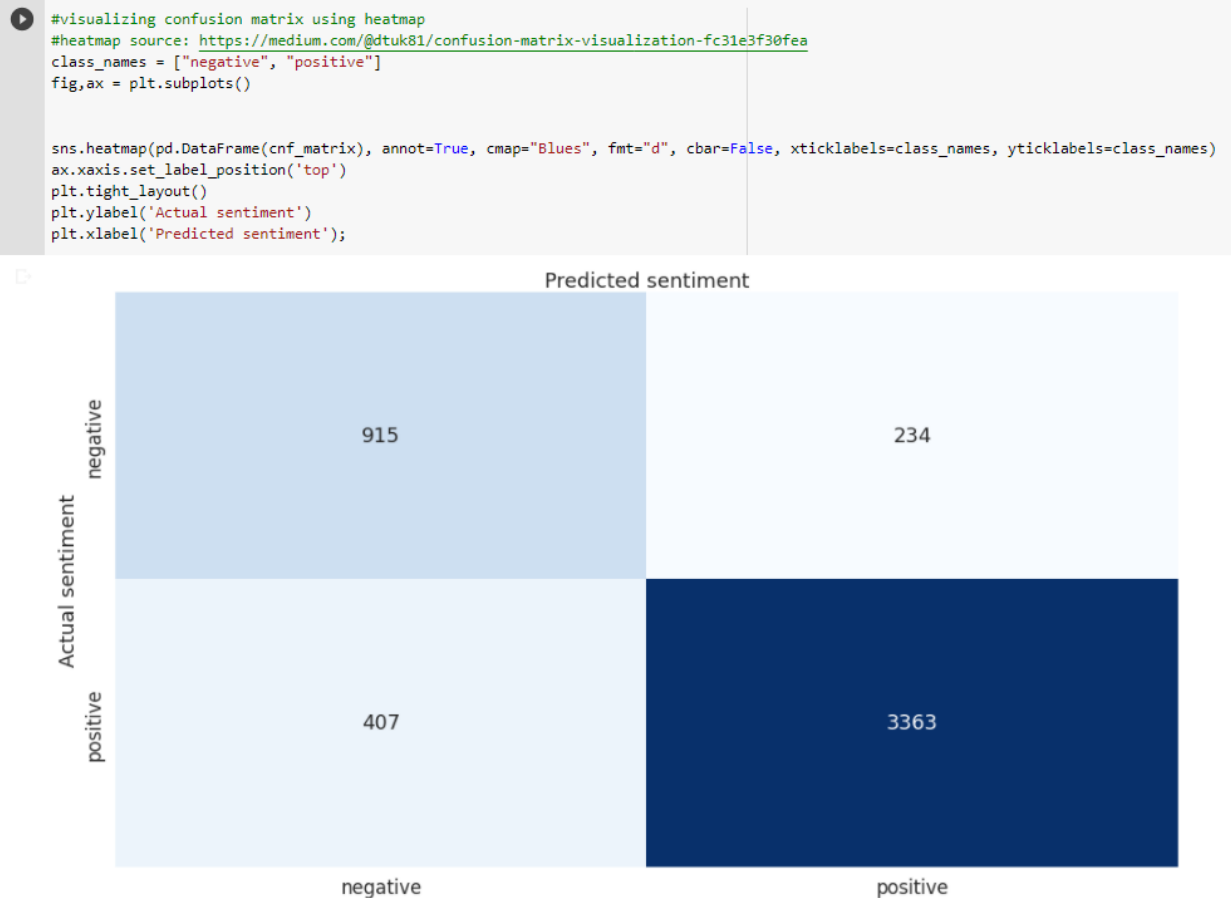 #visualizing confusion matrix using heatmap
#heatmap source: https://medium.com/@dtuk81/confusion-matrix-visualization-fc31e3f30fea
class_names = ["negative", "positive"]
fig,ax = plt.subplots()
sns.heatmap(pd.DataFrame(cnf_matrix), annot=True, cmap="Blues", fmt="d", cbar=False, xticklabels=class_names, yticklabels=class_names)
ax.xaxis.set_label_position('top')
plt.tight_layout()
plt.ylabel('Actual sentiment')
plt.xlabel('Predicted sentiment');
Predicted sentiment
Actual sentiment
negative
915
234
positive
407
3363
negative
positive